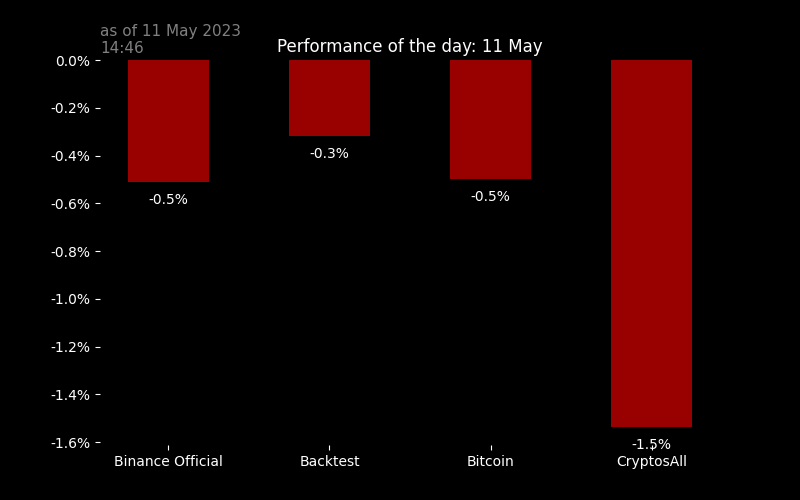 as of 11 May 2023
14:46
Performance of the day: 11 May
0.0%
-0.2%
-0.4%
-0.6%
-0.8%
-1.0%
-1.2%
-1.4%
-1.6%
-0.5%
-0.3%
-0.5%
-1.5%
Binance Official
Backtest
Bitcoin
CryptosAll